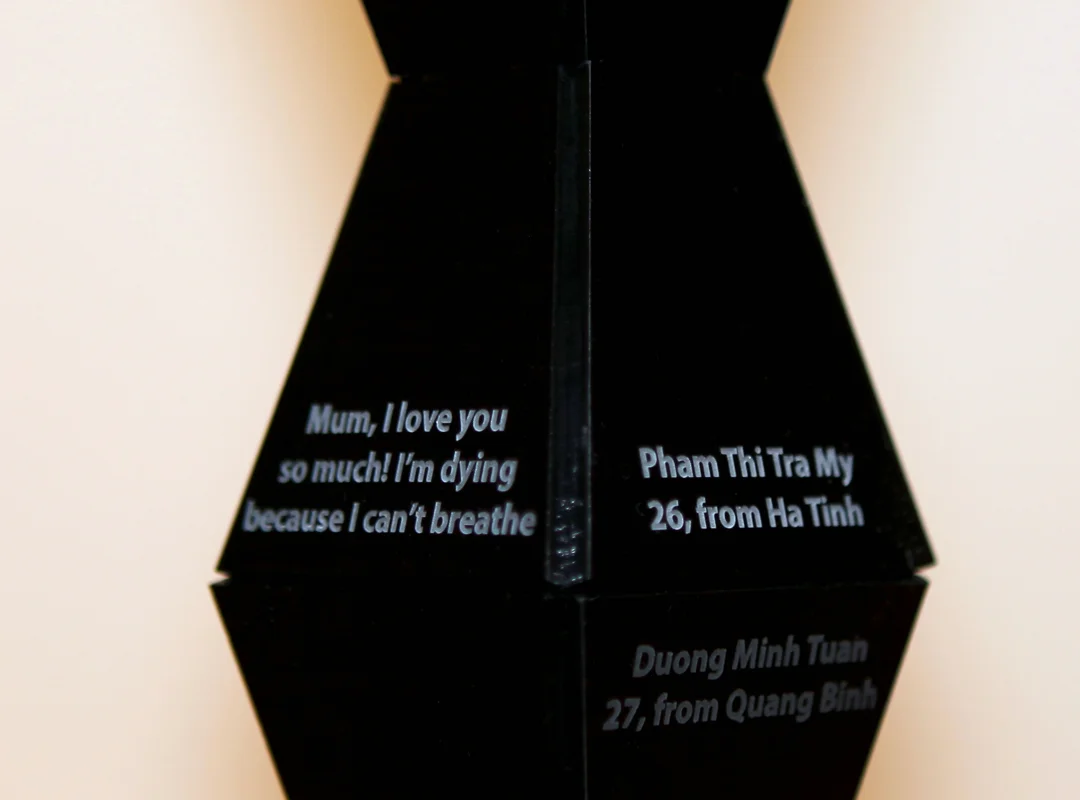 Mum, I love you
so much! I'm dying
because I can't breathe
Pham Thi Tra My
26, from Ha Tinh
Duong Minh Tuan
27, from Quang Binh